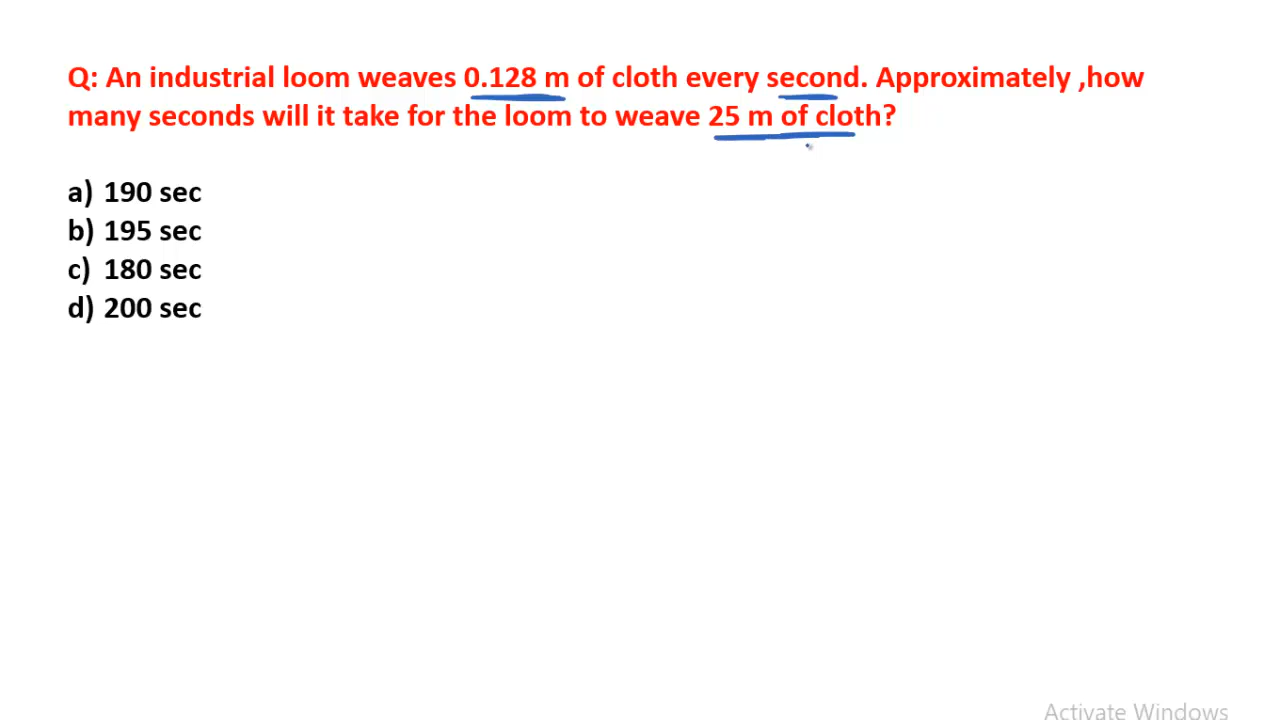 Q: An industrial loom weaves 0.128 m of cloth every second. Approximately ,how
many seconds will it take for the loom to weave 25 m of cloth?
a) 190 sec
b) 195 sec
c) 180 sec
d) 200 sec
Activate Windows